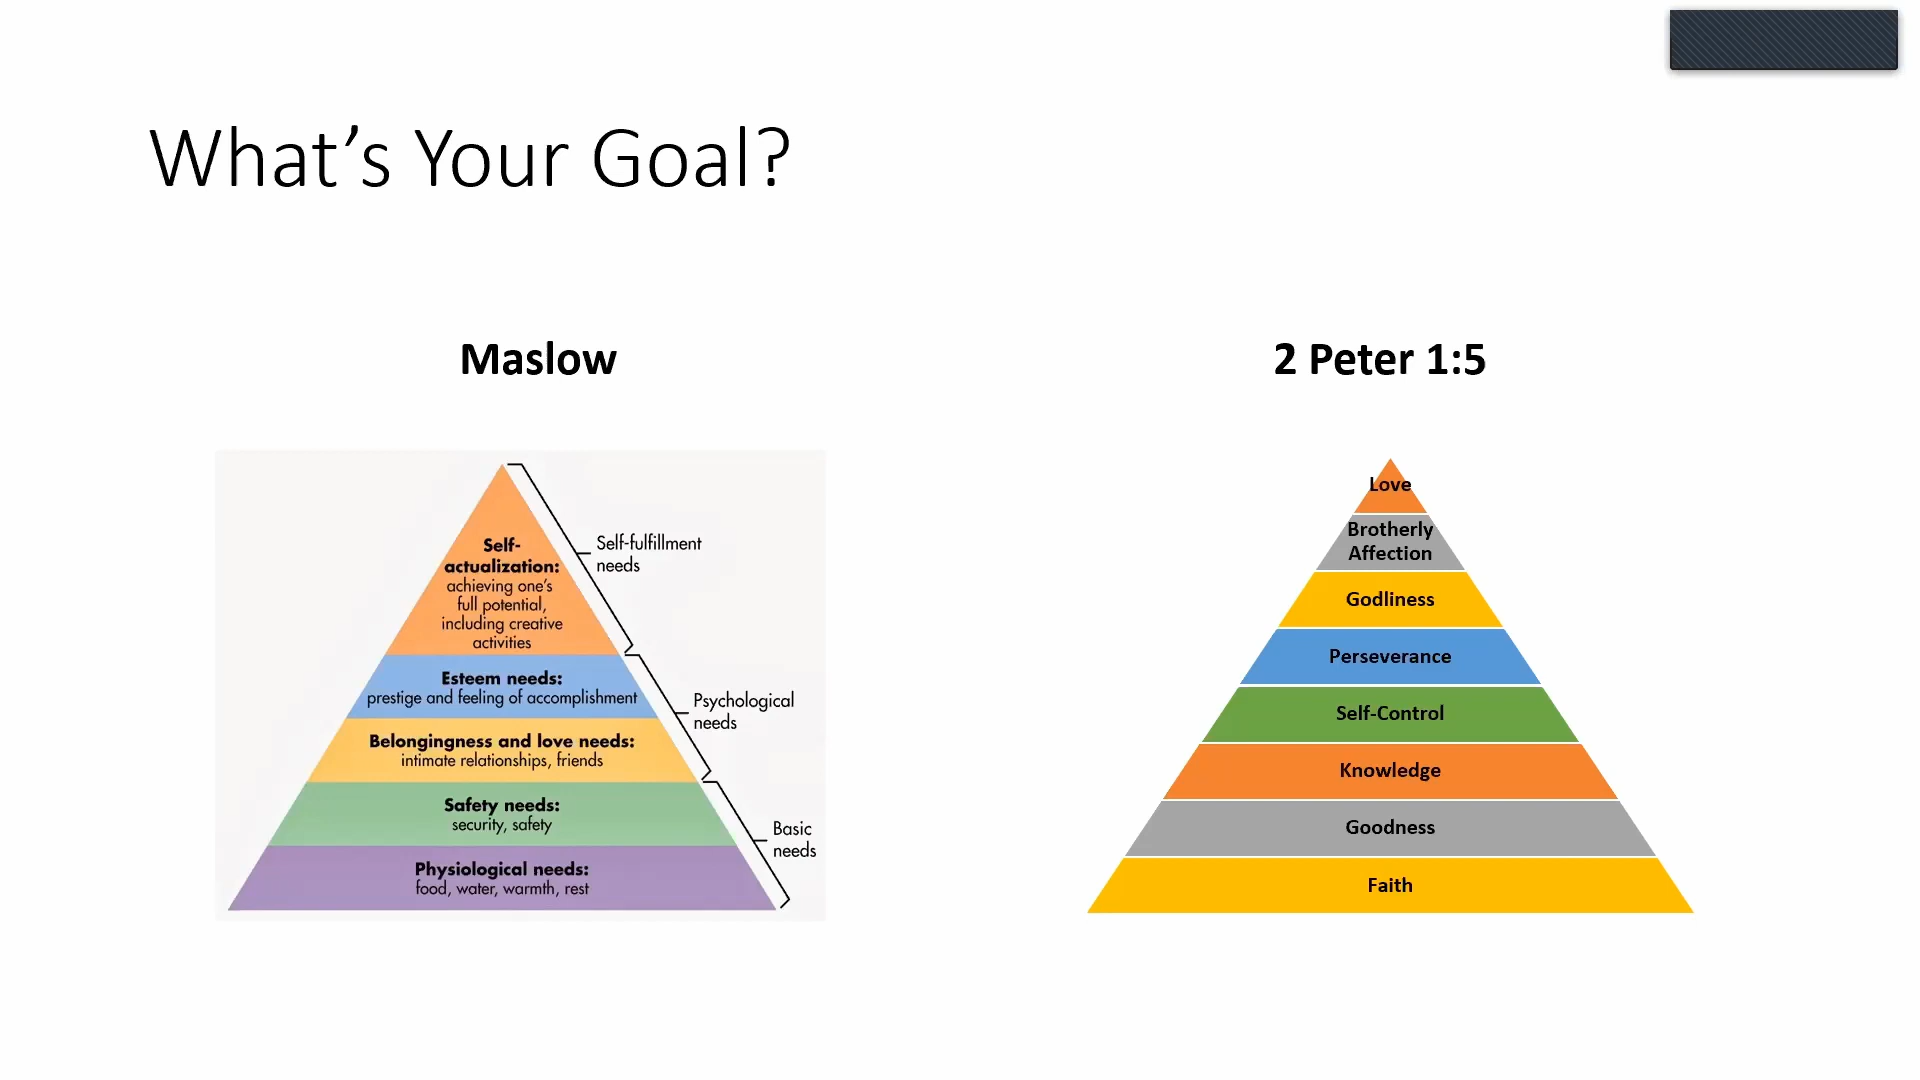 What's Your Goal?
Maslow
Self-
actualization:
achieving one's
full potential,
including creative
activities
Esteem needs:
prestige and feeling of accomplishment
Belongingness and love needs:
intimate relationships, friends
Safety needs:
security, safety
Physiological needs:
food, water, warmth, rest
Self-fulfillment
needs
Psychological
needs
Basic
needs
2 Peter 1:5
Love
Brotherly
Affection
Godliness
Perseverance
Self-Control
Knowledge
Goodness
Faith